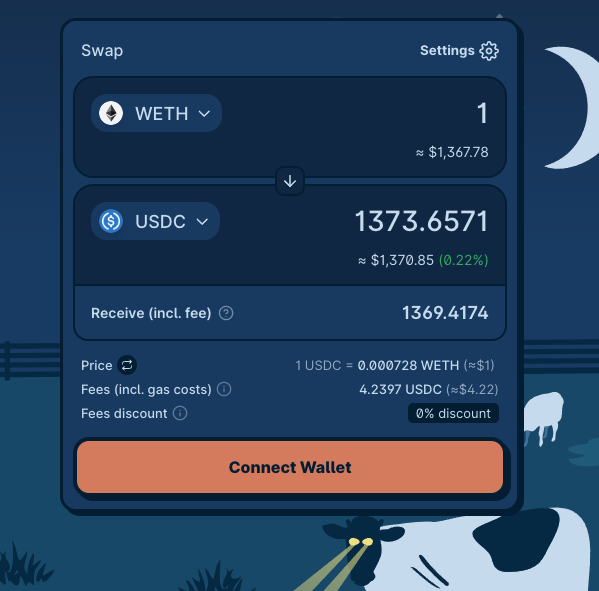 Swap
Settings
WETH
1
≈ $1,367.78
USDC
1373.6571
≈ $1,370.85 (0.22%)
Receive (incl. fee)
1369.4174
Price
1 USDC = 0.000728 WETH (≈$1)
Fees (incl. gas costs)
4.2397 USDC (≈$4.22)
Fees discount
0% discount
Connect Wallet